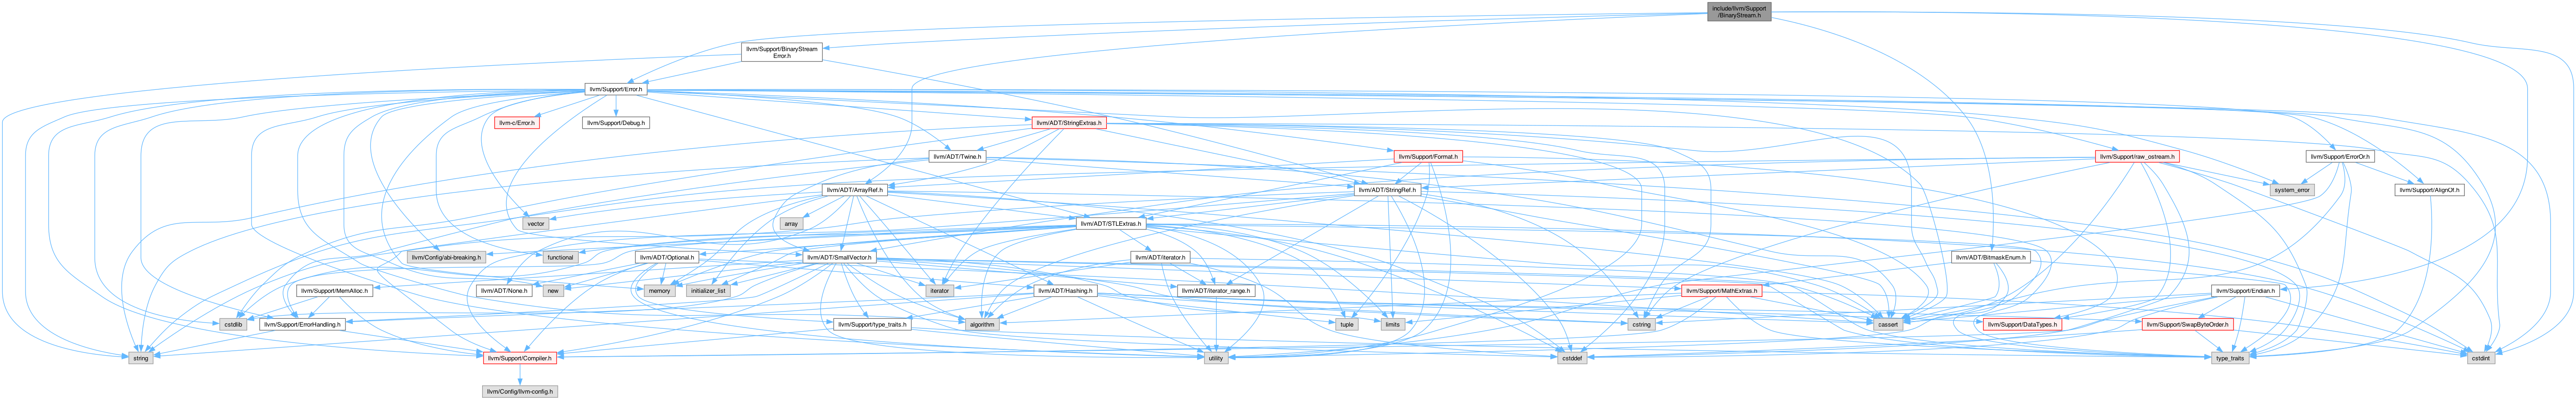 include/llvm/Support
/BinaryStream.h
llvm/Support/BinaryStream
Error.h
llvm/Support/Error.h
llvm-c/Error.h
llvm/Support/Debug.h
llvm/ADT/StringExtras.h
llvm/ADT/Twine.h
llvm/Support/Format.h
llvm/Support/raw_ostream.h
llvm/Support/ErrorOr.h
llvm/ADT/ArrayRef.h
llvm/ADT/StringRef.h
system_error
llvm/Support/AlignOf.h
vector
array
llvm/ADT/STLExtras.h
llvm/Config/abi-breaking.h
functional
llvm/ADT/Optional.h
llvm/ADT/SmallVector.h
llvm/ADT/iterator.h
llvm/ADT/BitmaskEnum.h
llvm/Support/MemAlloc.h
llvm/ADT/None.h
new
memory
initializer_list
iterator
llvm/ADT/Hashing.h
llvm/ADT/iterator_range.h
llvm/Support/MathExtras.h
llvm/Support/Endian.h
cstdlib
llvm/Support/ErrorHandling.h
llvm/Support/type_traits.h
algorithm
tuple
limits
cstring
cassert
llvm/Support/DataTypes.h
llvm/Support/SwapByteOrder.h
string
llvm/Support/Compiler.h
utility
cstddef
type_traits
cstdint
llvm/Config/llvm-config.h